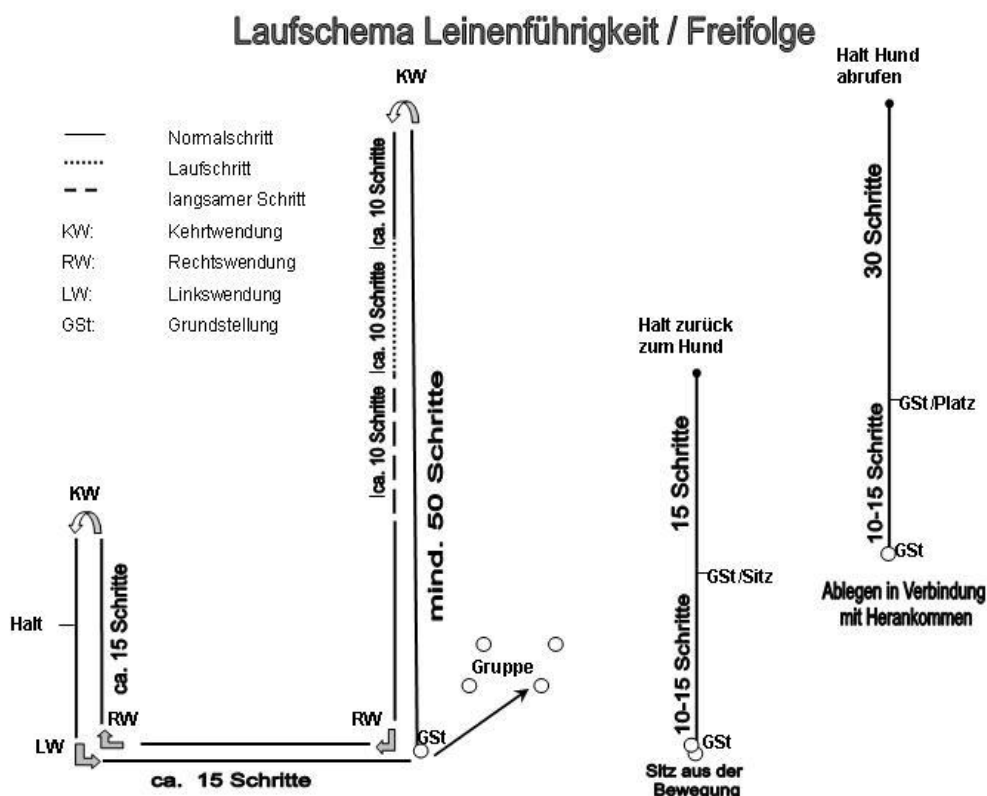 Laufschema Leinenführigkeit / Freifolge
KW
Normalschritt
Laufschritt
langsamer Schritt
KW: Kehrtwendung
RW: Rechtswendung
LW: Linkswendung
GSt: Grundstellung
|ca. 10 Schritte
|ca. 10 Schritte
|ca. 10 Schritte
mind. 50 Schritte
KW
Halt
ca. 15 Schritte
RW
LW
ca. 15 Schritte
RW
GSt
Gruppe
Halt zurück
zum Hund
15 Schritte
GSt/Sitz
10-15 Schritte
GSt
Sitz aus der
Bewegung
Halt Hund
abrufen
30 Schritte
GSt/Platz
10-15 Schritte
GSt
Ablegen in Verbindung
mit Herankommen